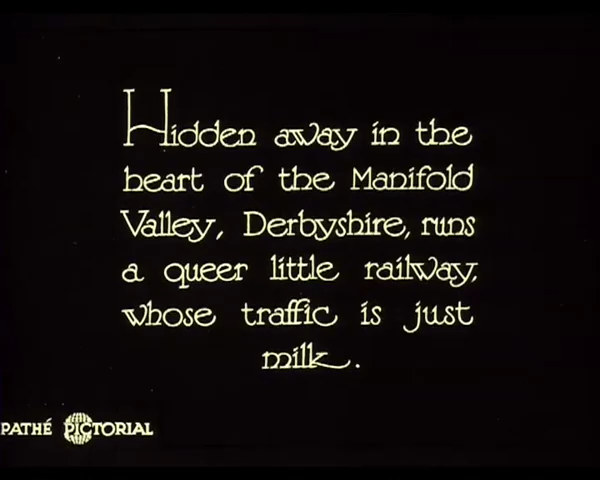 Hidden away in the
heart of the Manifold
Valley, Derbyshire, runs
a queer little railway,
whose traffic is just
milk.
PATHÉ PICTORIAL